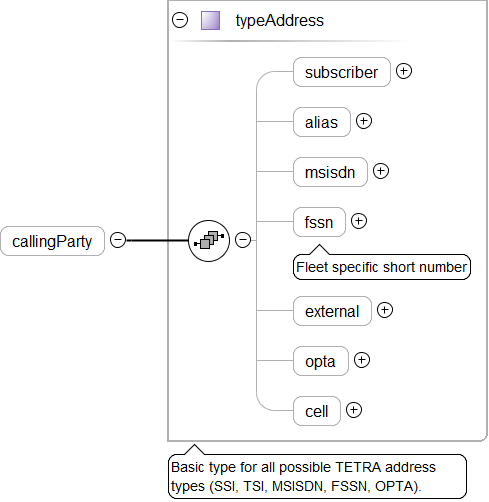 typeAddress
subscriber
alias
msisdn
fssn
callingParty
Fleet specific short number
external
opta
cell
Basic type for all possible TETRA address
types (SSI, TSI, MSISDN, FSSN, OPTA).